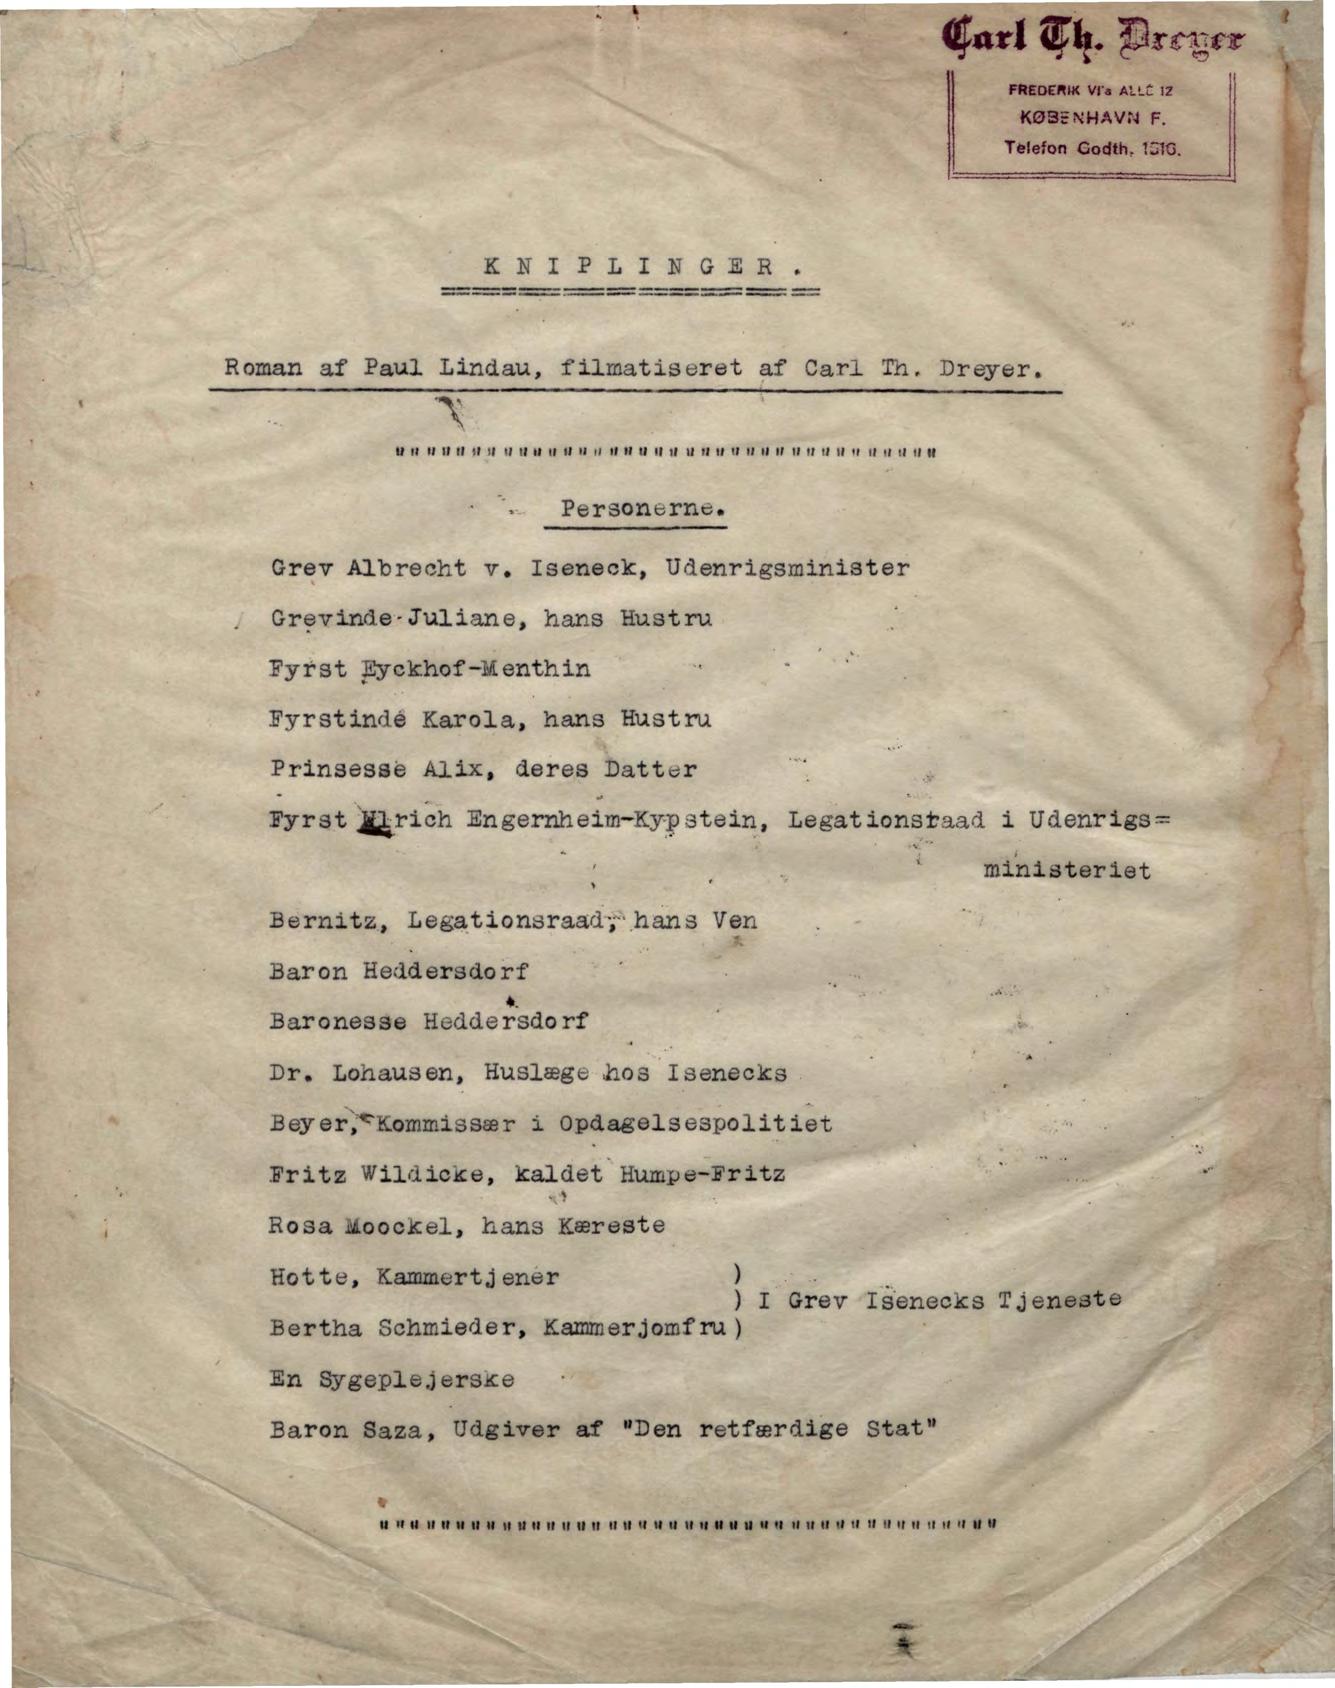 Carl Th. Dreyer
FREDERIK VI's ALLÉ 12
KØBENHAVN F.
Telefon Godth. 1516.
KNIPLINGER.
Roman af Paul Lindau, filmatiseret af Carl Th. Dreyer.
Personerne.
Grev Albrecht v. Iseneck, Udenrigsminister
Grevinde Juliane, hans Hustru
Fyrst Eyckhof-Menthin
Fyrstinde Karola, hans Hustru
Prinsesse Alix, deres Datter
Fyrst Ulrich Engernheim-Kypstein, Legationsraad i Udenrigs=
ministeriet
Bernitz, Legationsraad, hans Ven
Baron Heddersdorf
Baronesse Heddersdorf
Dr. Lohausen, Huslæge hos Isenecks
Beyer, Kommissær i Opdagelsespolitiet
Fritz Wildicke, kaldet Humpe-Fritz
Rosa Moockel, hans Kæreste
Hotte, Kammertjener )
) I Grev Isenecks Tjeneste
Bertha Schmieder, Kammerjomfru )
En Sygeplejerske
Baron Saza, Udgiver af "Den retfærdige Stat"